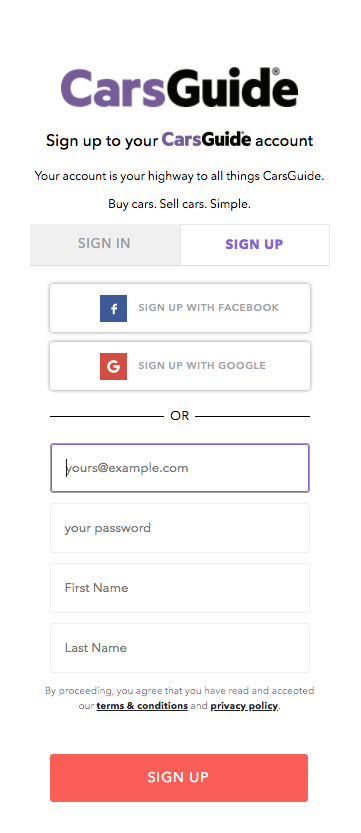 CarsGuide®
Sign up to your CarsGuide® account
Your account is your highway to all things CarsGuide.
Buy cars. Sell cars. Simple.
SIGN IN
SIGN UP
f SIGN UP WITH FACEBOOK
G SIGN UP WITH GOOGLE
OR
yours@example.com
your password
First Name
Last Name
By proceeding, you agree that you have read and accepted
our terms & conditions and privacy policy.
SIGN UP